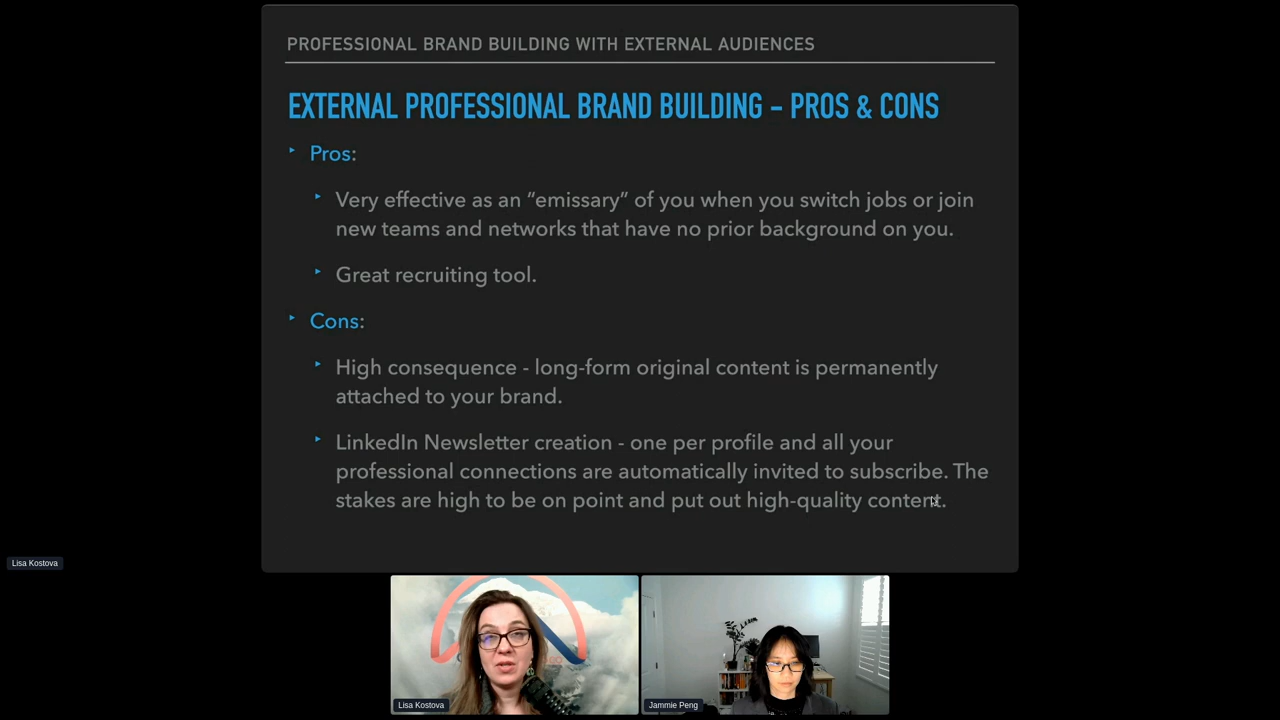 PROFESSIONAL BRAND BUILDING WITH EXTERNAL AUDIENCES
EXTERNAL PROFESSIONAL BRAND BUILDING – PROS & CONS
Pros:
Very effective as an “emissary” of you when you switch jobs or join
new teams and networks that have no prior background on you.
Great recruiting tool.
Cons:
High consequence - long-form original content is permanently
attached to your brand.
LinkedIn Newsletter creation - one per profile and all your
professional connections are automatically invited to subscribe. The
stakes are high to be on point and put out high-quality content.
Lisa Kostova
Lisa Kostova
Jammie Peng